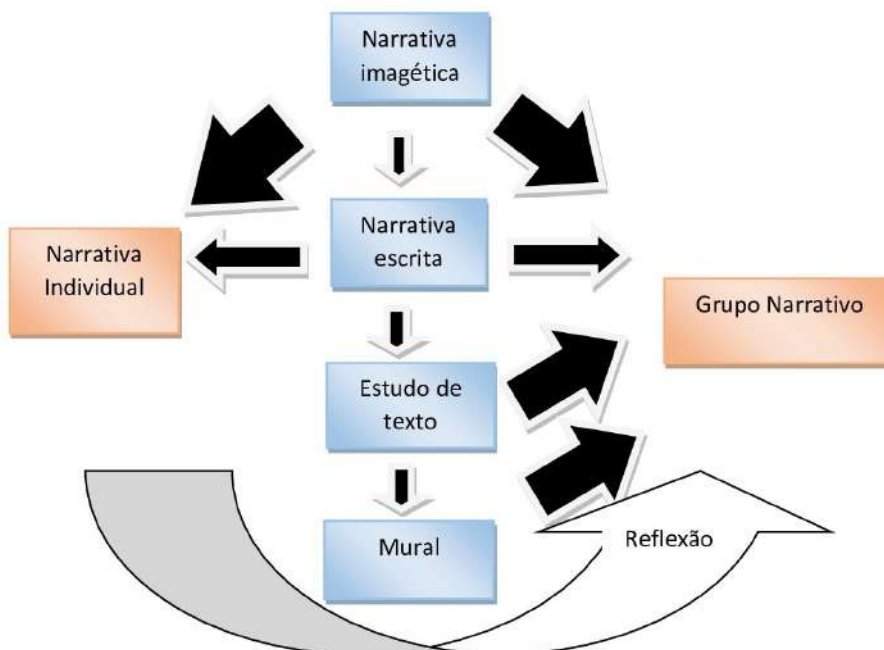 Narrativa
imagética
Narrativa
escrita
Narrativa
Individual
Grupo Narrativo
Estudo de
texto
Mural
Reflexão